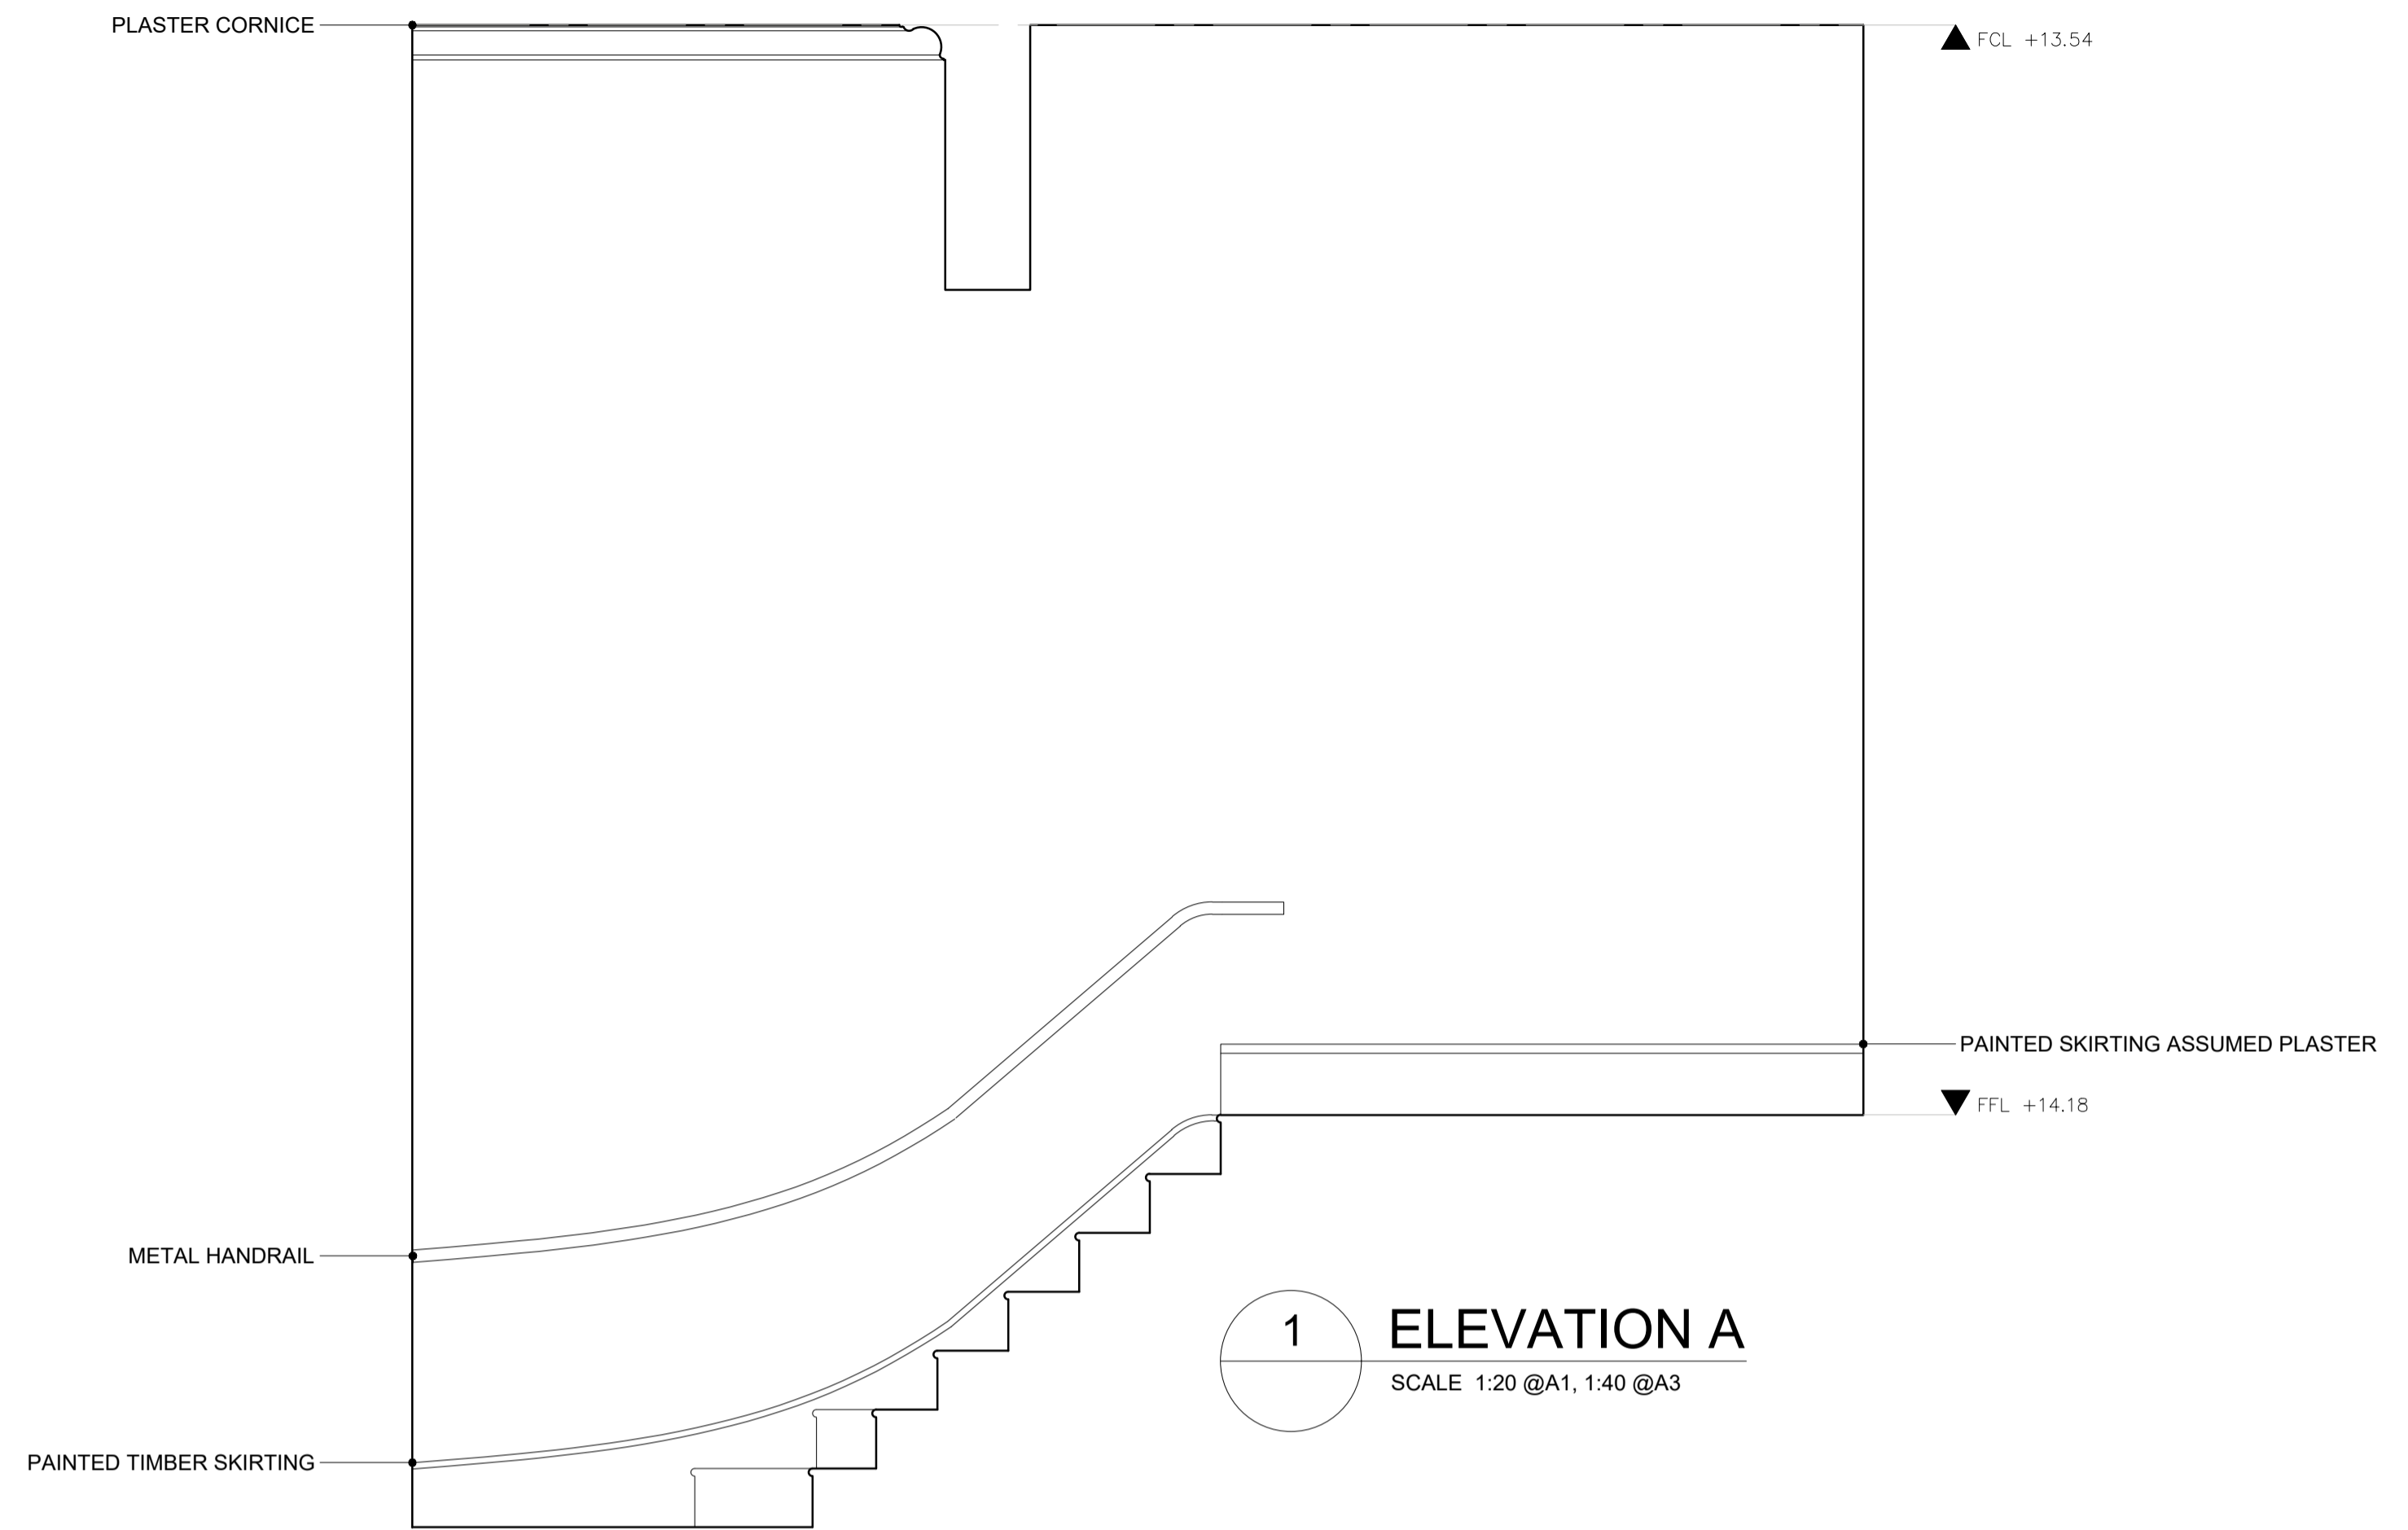 PLASTER CORNICE
FCL +13.54
PAINTED SKIRTING ASSUMED PLASTER
FFL +14.18
METAL HANDRAIL
1
ELEVATION A
SCALE 1:20 @A1, 1:40 @A3
PAINTED TIMBER SKIRTING